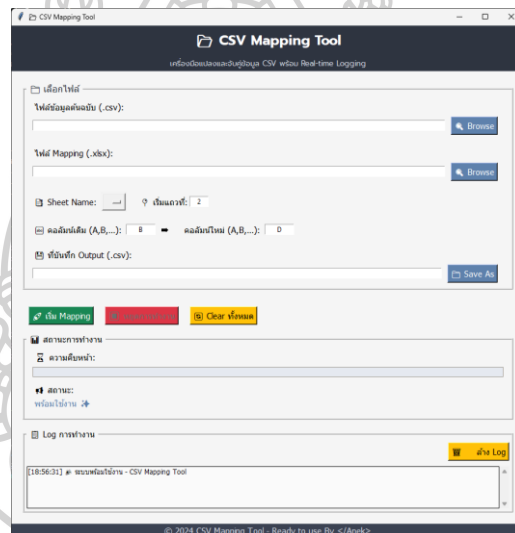 CSV Mapping Tool
CSV Mapping Tool
เครื่องมือแปลงและจับคู่ข้อมูล CSV พร้อม Real-time Logging
เลือกไฟล์
ไฟล์ข้อมูลต้นฉบับ (.csv):
Browse
ไฟล์ Mapping (.xlsx):
Browse
Sheet Name: เริ่มแถวที่: 2
คอลัมน์เดิม (A,B,...): B ➡ คอลัมน์ใหม่ (A,B,...): D
ที่บันทึก Output (.csv):
Save As
เริ่ม Mapping Clear ทั้งหมด
สถานะการทำงาน
ความคืบหน้า:
สถานะ:
พร้อมใช้งาน
Log การทำงาน
ล้าง Log
[18:56:31] ระบบพร้อมใช้งาน - CSV Mapping Tool
© 2024 CSV Mapping Tool - Ready to use By </Anek>